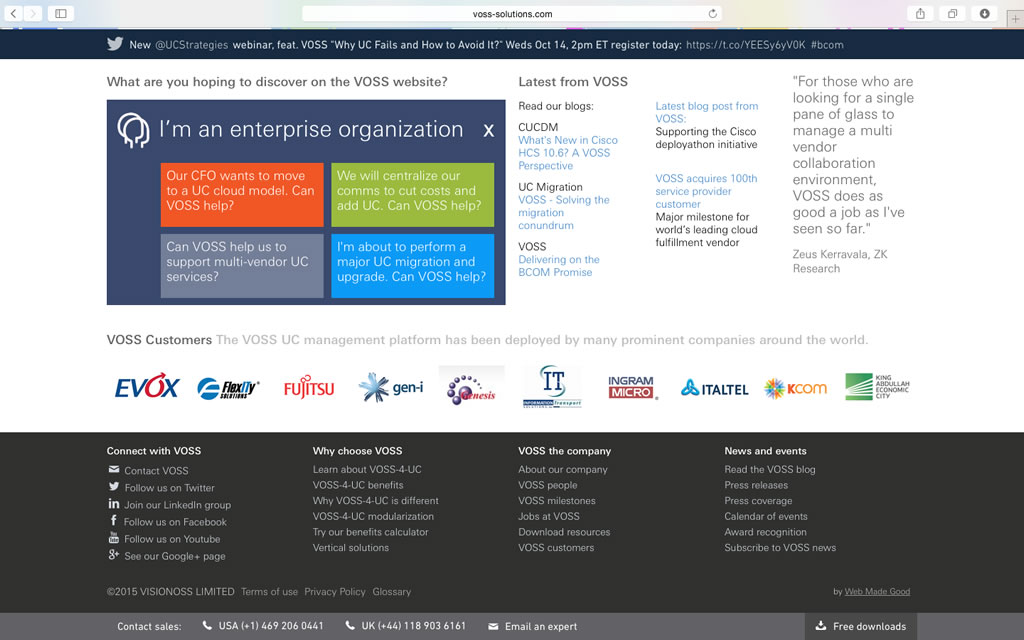 voss-solutions.com
New @UCStrategies webinar, feat. VOSS "Why UC Fails and How to Avoid It?" Weds Oct 14, 2pm ET register today: https://t.co/YEESy6yV0K #bcom
What are you hoping to discover on the VOSS website?
I'm an enterprise organization X
Our CFO wants to move
to a UC cloud model. Can
VOSS help?
We will centralize our
comms to cut costs and
add UC. Can VOSS help?
Can VOSS help us to
support multi-vendor UC
services?
I'm about to perform a
major UC migration and
upgrade. Can VOSS help?
Latest from VOSS
Read our blogs:
CUCDM
What's New in Cisco
HCS 10.6? A VOSS
Perspective
UC Migration
VOSS - Solving the
migration
conundrum
VOSS
Delivering on the
BCOM Promise
Latest blog post from
VOSS:
Supporting the Cisco
deployathon initiative
VOSS acquires 100th
service provider
customer
Major milestone for
world's leading cloud
fulfillment vendor
"For those who are
looking for a single
pane of glass to
manage a multi
vendor
collaboration
environment,
VOSS does as
good a job as I've
seen so far."
Zeus Kerravala, ZK
Research
VOSS Customers The VOSS UC management platform has been deployed by many prominent companies around the world.
EVOX
FlexITy
SOLUTIONS
FUJITSU
gen-i
Genesis
IT
INFORMATION Transport
SOLUTIONS
INGRAM
MICRO
ITALTEL
KCOM
KING
ABDULLAH
ECONOMIC
CITY
Connect with VOSS
Contact VOSS
Follow us on Twitter
Join our LinkedIn group
Follow us on Facebook
Follow us on Youtube
See our Google+ page
Why choose VOSS
Learn about VOSS-4-UC
VOSS-4-UC benefits
Why VOSS-4-UC is different
VOSS-4-UC modularization
Try our benefits calculator
Vertical solutions
VOSS the company
About our company
VOSS people
VOSS milestones
Jobs at VOSS
Download resources
VOSS customers
News and events
Read the VOSS blog
Press releases
Press coverage
Calendar of events
Award recognition
Subscribe to VOSS news
©2015 VISIONOSS LIMITED Terms of use Privacy Policy Glossary
by Web Made Good
Contact sales: USA (+1) 469 206 0441 UK (+44) 118 903 6161 Email an expert Free downloads